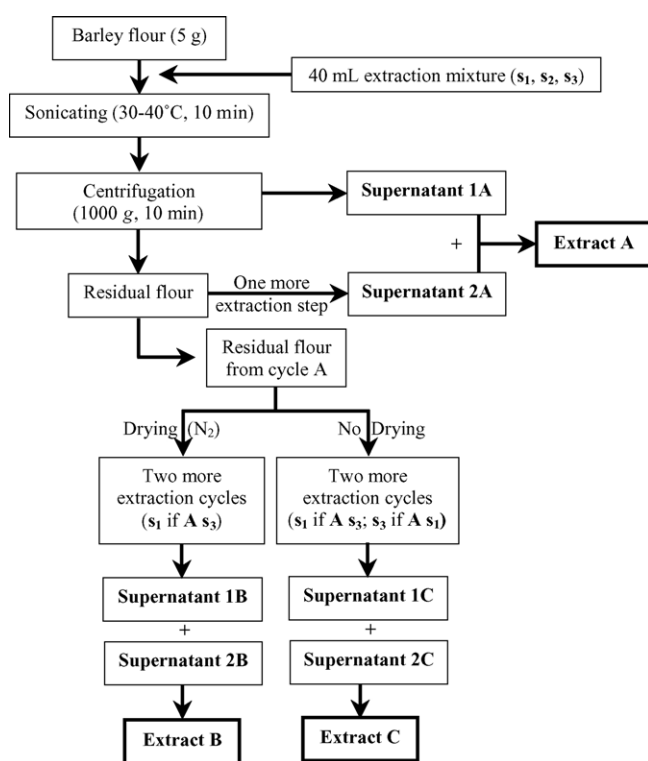 Barley flour (5 g)
40 mL extraction mixture (s₁, s₂, s₃)
Sonicating (30-40˚C, 10 min)
Centrifugation
(1000 g, 10 min)
Supernatant 1A
+
Extract A
Residual flour
One more
extraction step
Supernatant 2A
Residual flour
from cycle A
Drying (N₂)
No Drying
Two more
extraction cycles
(s₁ if A s₃)
Two more
extraction cycles
(s₁ if A s₃; s₃ if A s₁)
Supernatant 1B
+
Supernatant 2B
Extract B
Supernatant 1C
+
Supernatant 2C
Extract C